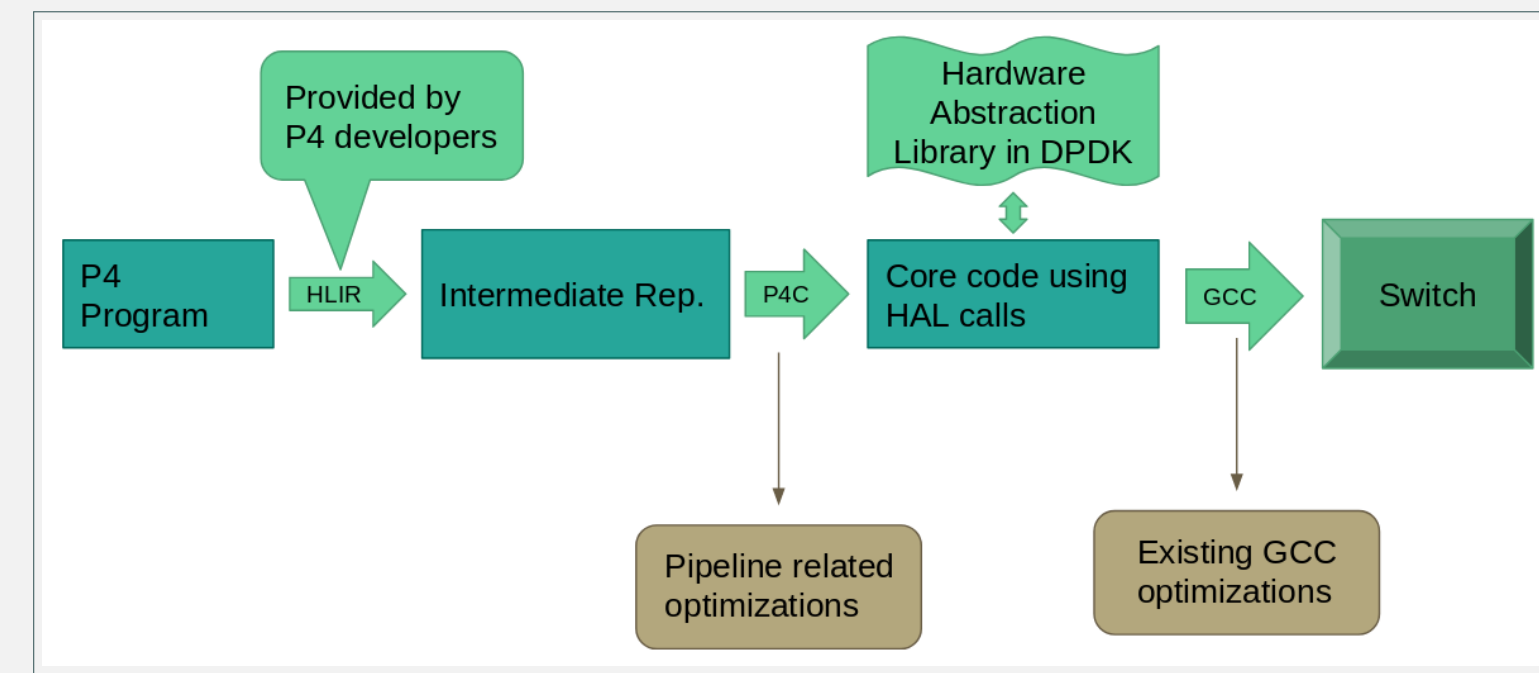 Provided by
P4 developers
Hardware
Abstraction
Library in DPDK
P4
Program
HLIR
Intermediate Rep.
P4C
Core code using
HAL calls
GCC
Switch
Pipeline related
optimizations
Existing GCC
optimizations